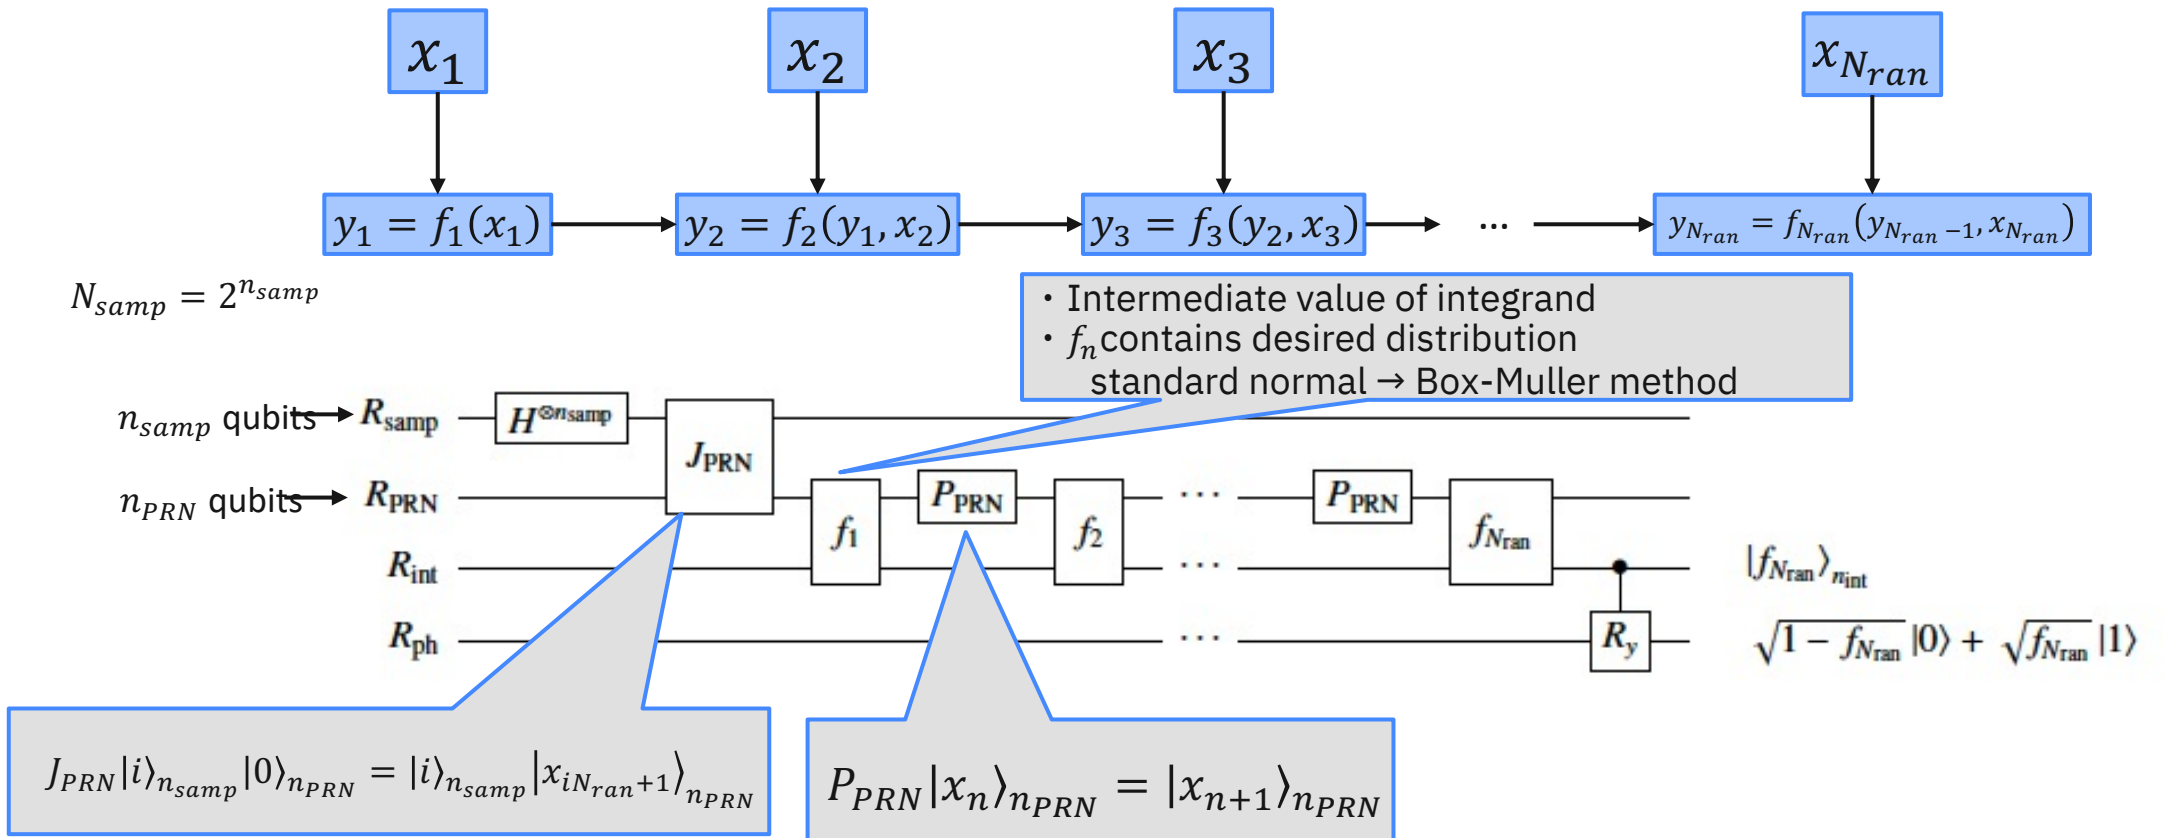 x_1 x_2 x_3 x_{N_{ran}}
y_1 = f_1(x_1) y_2 = f_2(y_1, x_2) y_3 = f_3(y_2, x_3) ... y_{N_{ran}} = f_{N_{ran}}(y_{N_{ran}-1}, x_{N_{ran}})
N_{samp} = 2^{n_{samp}}
・Intermediate value of integrand
・f_n contains desired distribution
standard normal → Box-Muller method
n_{samp} qubits R_{samp} H^{⊗n_{samp}}
J_{PRN}
n_{PRN} qubits R_{PRN} P_{PRN} ··· P_{PRN}
f_1 f_2 f_{N_{ran}}
R_{int} ··· |f_{N_{ran}}⟩_{n_{int}}
R_{ph} ··· R_y √(1 − f_{N_{ran}}) |0⟩ + √(f_{N_{ran}}) |1⟩
J_{PRN}|i⟩_{n_{samp}}|0⟩_{n_{PRN}} = |i⟩_{n_{samp}}|x_{iN_{ran}+1}⟩_{n_{PRN}}
P_{PRN}|x_n⟩_{n_{PRN}} = |x_{n+1}⟩_{n_{PRN}}